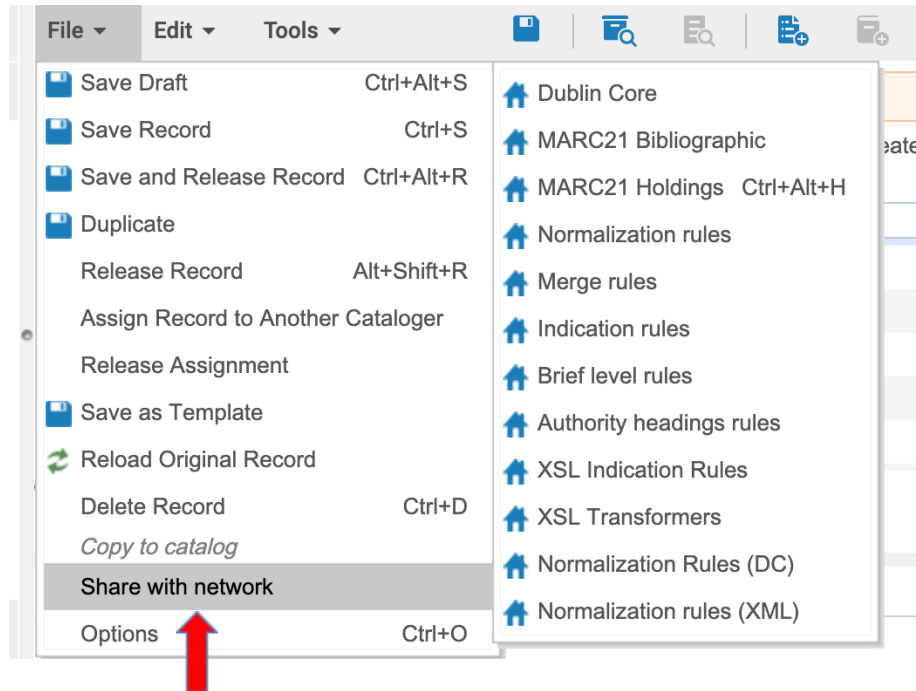 File Edit Tools
Save Draft Ctrl+Alt+S
Save Record Ctrl+S
Save and Release Record Ctrl+Alt+R
Duplicate
Release Record Alt+Shift+R
Assign Record to Another Cataloger
Release Assignment
Save as Template
Reload Original Record
Delete Record Ctrl+D
Copy to catalog
Share with network
Options Ctrl+O
Dublin Core
MARC21 Bibliographic
MARC21 Holdings Ctrl+Alt+H
Normalization rules
Merge rules
Indication rules
Brief level rules
Authority headings rules
XSL Indication Rules
XSL Transformers
Normalization Rules (DC)
Normalization rules (XML)